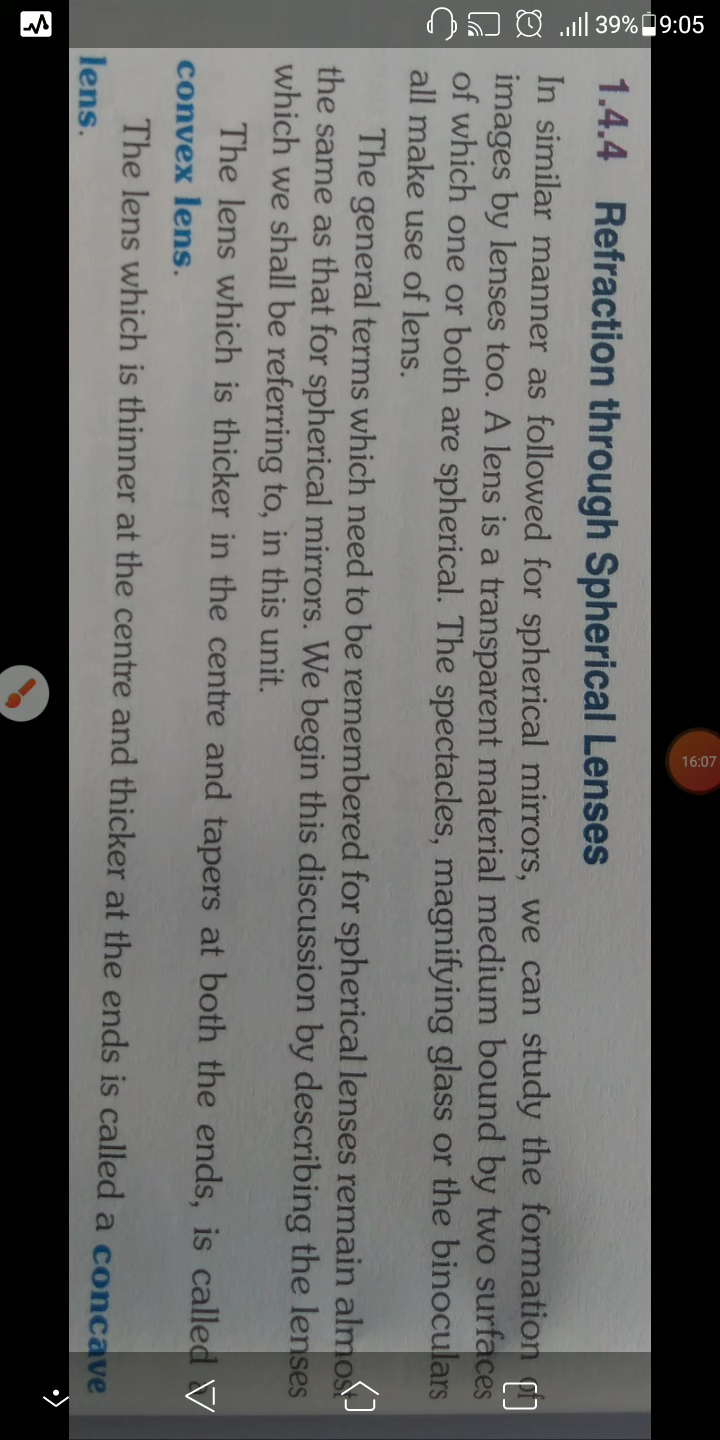 39% 9:05
1.4.4 Refraction through Spherical Lenses
In similar manner as followed for spherical mirrors, we can study the formation of
images by lenses too. A lens is a transparent material medium bound by two surfaces
of which one or both are spherical. The spectacles, magnifying glass or the binoculars
all make use of lens.
The general terms which need to be remembered for spherical lenses remain almost
the same as that for spherical mirrors. We begin this discussion by describing the lenses
which we shall be referring to, in this unit.
The lens which is thicker in the centre and tapers at both the ends, is called a
convex lens.
The lens which is thinner at the centre and thicker at the ends is called a concave
lens.
16:07